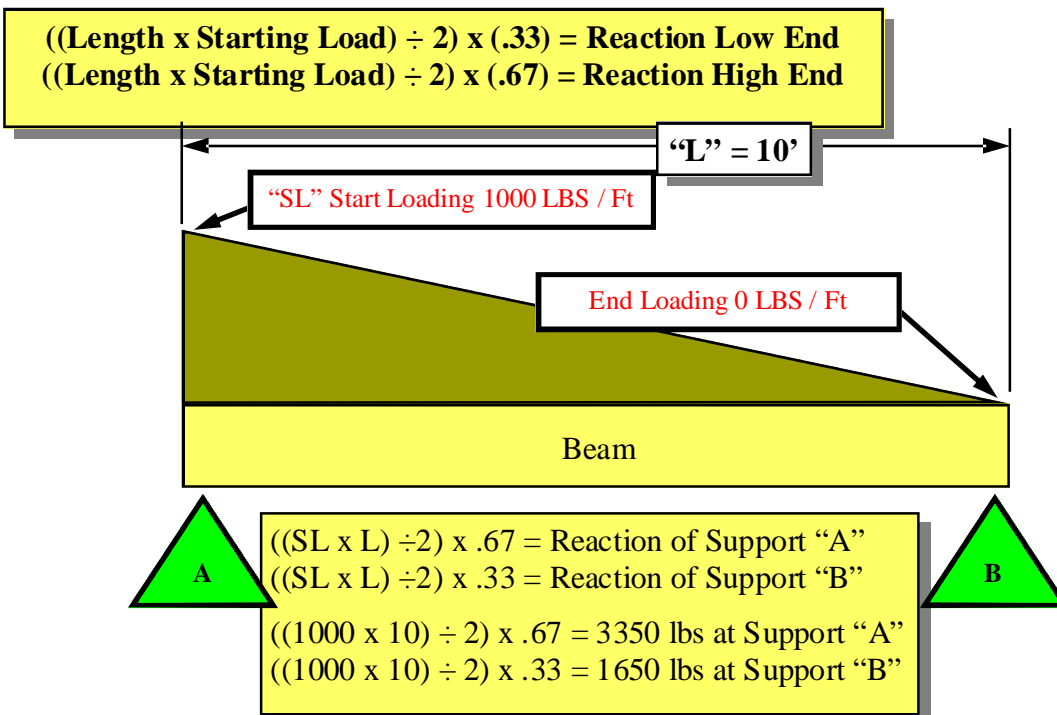 ((Length x Starting Load) ÷ 2) x (.33) = Reaction Low End
((Length x Starting Load) ÷ 2) x (.67) = Reaction High End
“L” = 10’
“SL” Start Loading 1000 LBS / Ft
End Loading 0 LBS / Ft
Beam
A
B
((SL x L) ÷2) x .67 = Reaction of Support “A”
((SL x L) ÷2) x .33 = Reaction of Support “B”
((1000 x 10) ÷ 2) x .67 = 3350 lbs at Support “A”
((1000 x 10) ÷ 2) x .33 = 1650 lbs at Support “B”